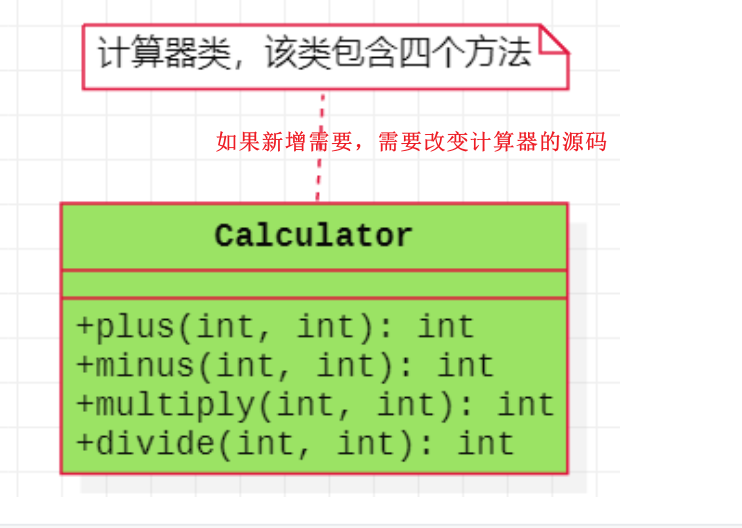 计算器类，该类包含四个方法
如果新增需要，需要改变计算器的源码
Calculator
+plus(int, int): int
+minus(int, int): int
+multiply(int, int): int
+divide(int, int): int